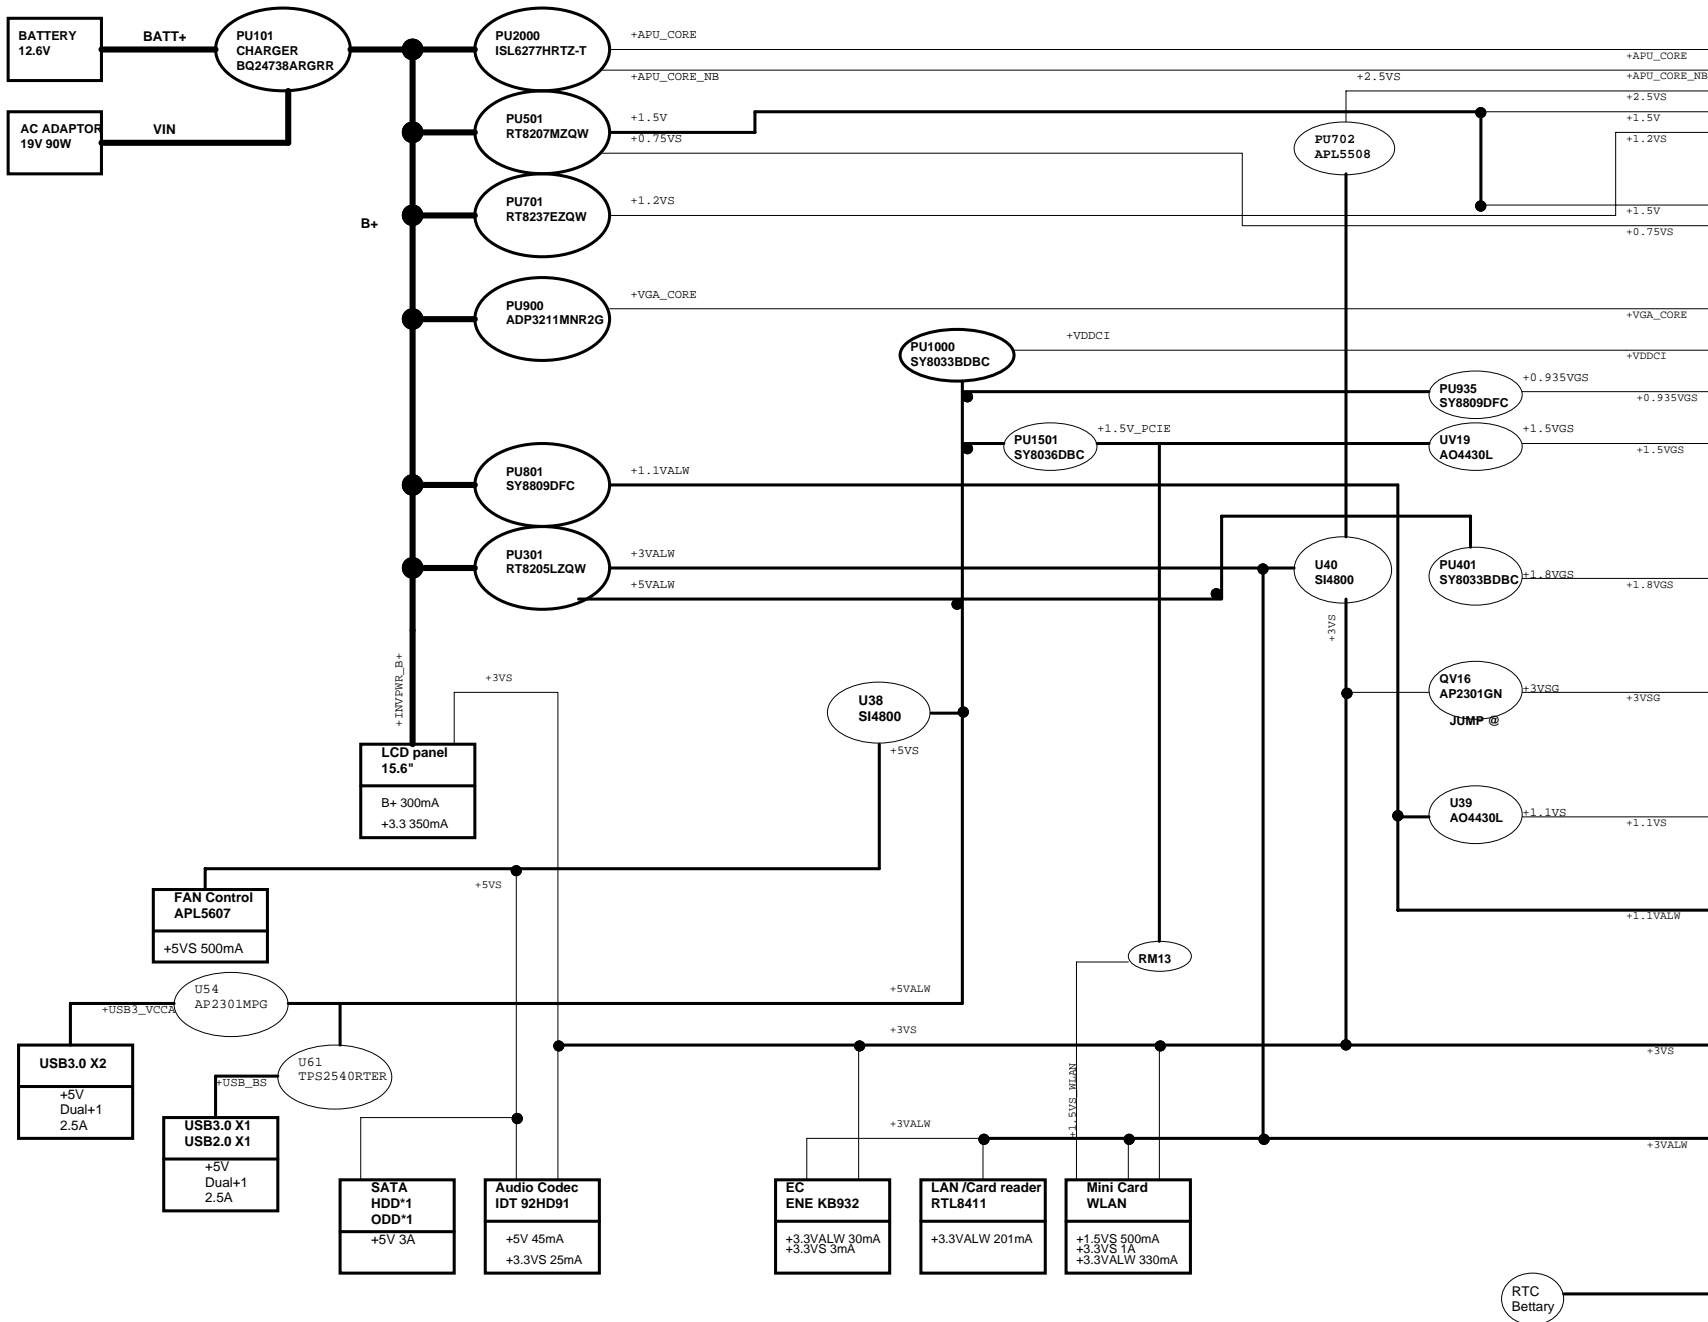 BATTERY
12.6V
BATT+
PU101
CHARGER
BQ24738ARGRR
PU2000
ISL6277HRTZ-T
+APU_CORE
+APU_CORE
+APU_CORE_NB
+2.5VS
+APU_CORE_NB
+2.5VS
AC ADAPTOR
19V 90W
VIN
PU501
RT8207MZQW
+1.5V
+0.75VS
+1.5V
+1.2VS
PU702
APL5508
B+
PU701
RT8237EZQW
+1.2VS
+1.5V
+0.75VS
PU900
ADP3211MNR2G
+VGA_CORE
+VGA_CORE
PU1000
SY8033BDBC
+VDDCI
+VDDCI
PU935
SY8809DFC
+0.935VGS
+0.935VGS
PU1501
SY8036DBC
+1.5V_PCIE
UV19
AO4430L
+1.5VGS
+1.5VGS
PU801
SY8809DFC
+1.1VALW
PU301
RT8205LZQW
+3VALW
+5VALW
U40
SI4800
PU401
SY8033BDBC
+1.8VGS
+1.8VGS
+3VS
+INVPWR_B+
+3VS
U38
SI4800
+5VS
QV16
AP2301GN
JUMP @
+3VSG
+3VSG
LCD panel
15.6"
B+ 300mA
+3.3 350mA
U39
AO4430L
+1.1VS
+1.1VS
+5VS
FAN Control
APL5607
+5VS 500mA
+1.1VALW
RM13
U54
AP2301MPG
+USB3_VCCA
+5VALW
+3VS
+3VS
USB3.0 X2
+5V
Dual+1
2.5A
U61
TPS2540RTER
+USB_BS
USB3.0 X1
USB2.0 X1
+5V
Dual+1
2.5A
+1.5VS_WLAN
+3VALW
+3VALW
SATA
HDD*1
ODD*1
+5V 3A
Audio Codec
IDT 92HD91
+5V 45mA
+3.3VS 25mA
EC
ENE KB932
+3.3VALW 30mA
+3.3VS 3mA
LAN /Card reader
RTL8411
+3.3VALW 201mA
Mini Card
WLAN
+1.5VS 500mA
+3.3VS 1A
+3.3VALW 330mA
RTC
Bettary